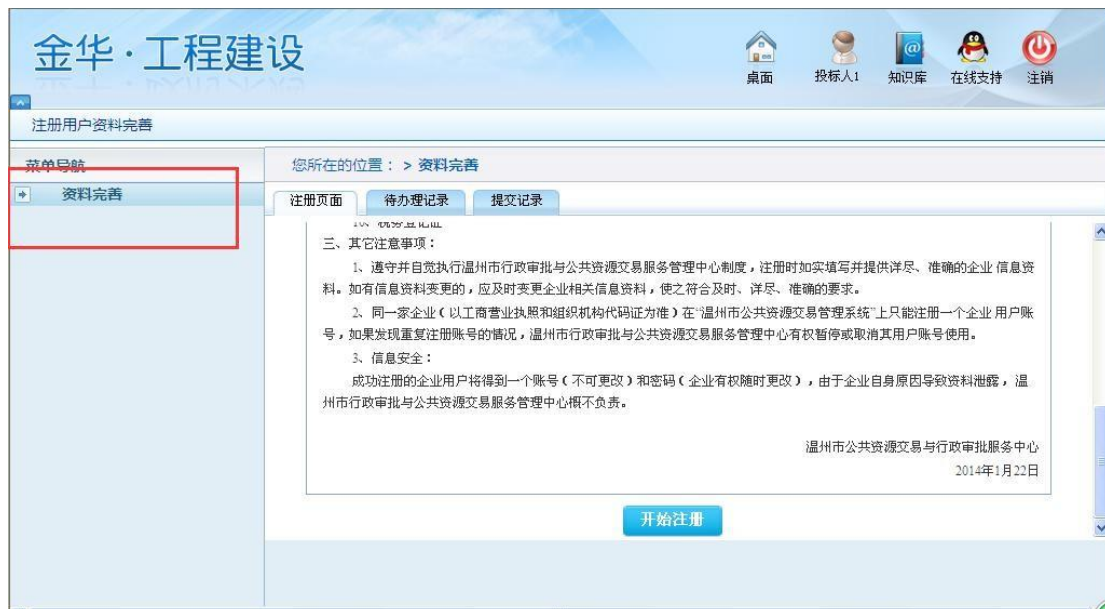 金华·工程建设
桌面 投标人1 知识库 在线支持 注销
注册用户资料完善
菜单导航
资料完善
您所在的位置： > 资料完善
注册页面 待办理记录 提交记录
10、税务登记证
三、其它注意事项：
1、遵守并自觉执行温州市行政审批与公共资源交易服务管理中心制度，注册时如实填写并提供详尽、准确的企业 信息资
料。如有信息资料变更的，应及时变更企业相关信息资料，使之符合及时、详尽、准确的要求。
2、同一家企业（以工商营业执照和组织机构代码证为准）在“温州市公共资源交易管理系统”上只能注册一个企业 用户账
号，如果发现重复注册账号的情况，温州市行政审批与公共资源交易服务管理中心有权暂停或取消其用户账号使用。
3、信息安全：
成功注册的企业用户将得到一个账号（不可更改）和密码（企业有权随时更改），由于企业自身原因导致资料泄露，温
州市行政审批与公共资源交易服务管理中心概不负责。
温州市公共资源交易与行政审批服务中心
2014年1月22日
开始注册